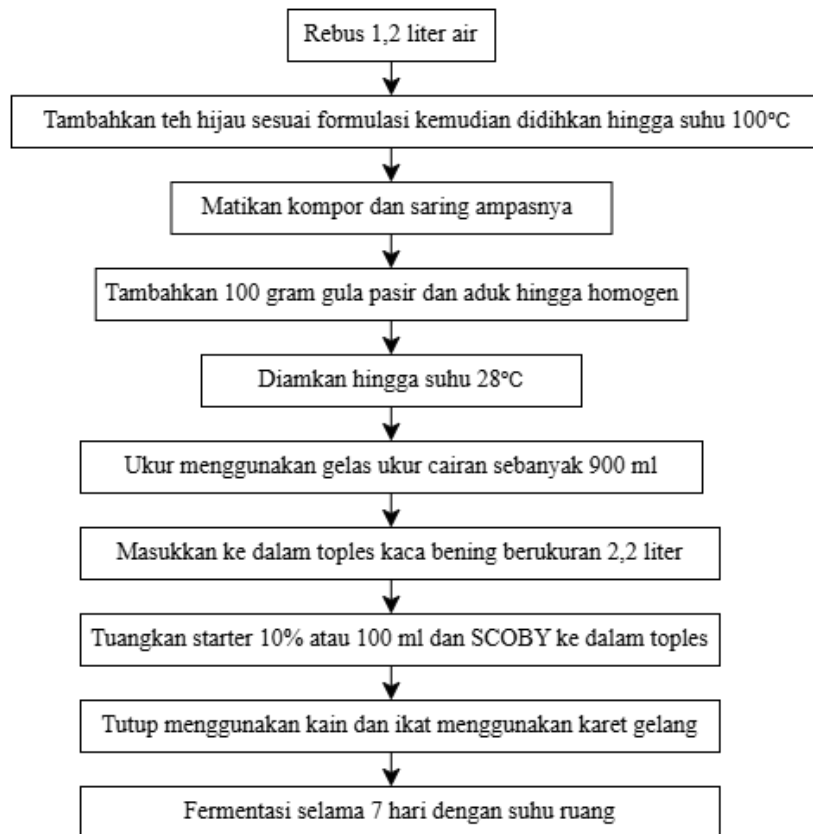 Rebus 1,2 liter air
Tambahkan teh hijau sesuai formulasi kemudian didihkan hingga suhu 100°C
Matikan kompor dan saring ampasnya
Tambahkan 100 gram gula pasir dan aduk hingga homogen
Diamkan hingga suhu 28°C
Ukur menggunakan gelas ukur cairan sebanyak 900 ml
Masukkan ke dalam toples kaca bening berukuran 2,2 liter
Tuangkan starter 10% atau 100 ml dan SCOBY ke dalam toples
Tutup menggunakan kain dan ikat menggunakan karet gelang
Fermentasi selama 7 hari dengan suhu ruang